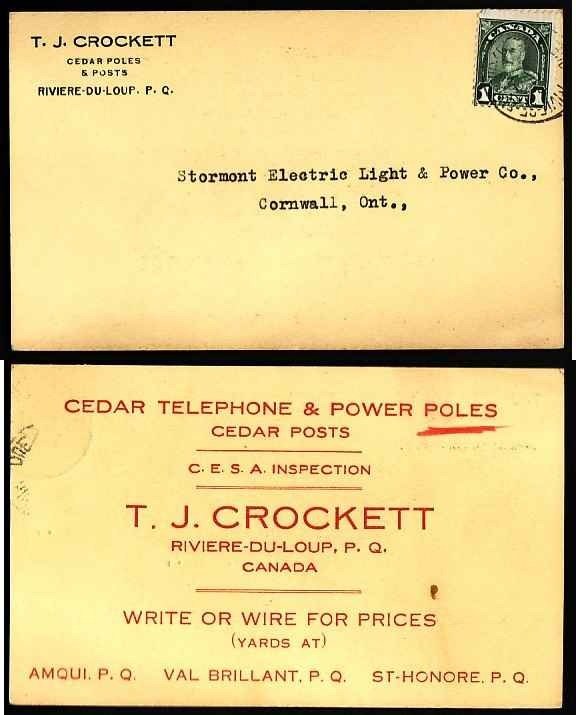 T. J. CROCKETT
CEDAR POLES
& POSTS
RIVIERE-DU-LOUP, P. Q.
CANADA
1 CENT 1
Stormont Electric Light & Power Co.,
Cornwall, Ont.,
CEDAR TELEPHONE & POWER POLES
CEDAR POSTS
C. E. S. A. INSPECTION
T. J. CROCKETT
RIVIERE-DU-LOUP, P. Q.
CANADA
WRITE OR WIRE FOR PRICES
(YARDS AT)
AMQUI, P. Q. VAL BRILLANT, P. Q. ST-HONORE, P. Q.